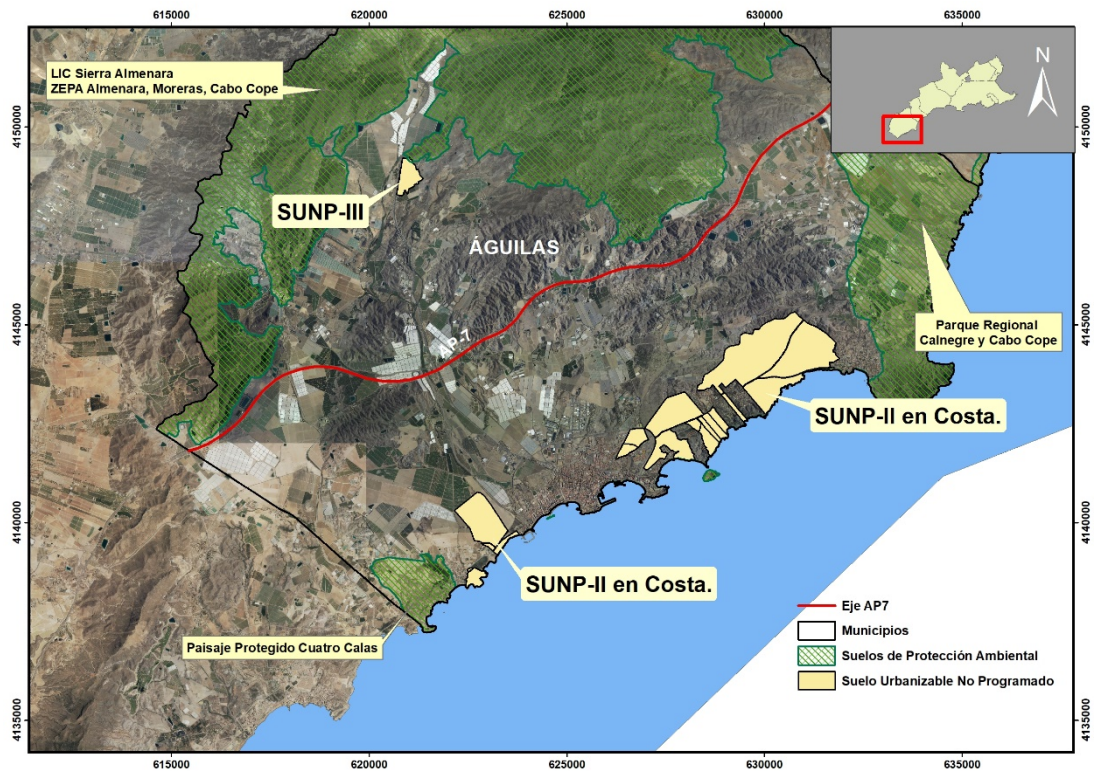 615000
620000
625000
630000
635000
LIC Sierra Almenara
ZEPA Almenara, Moreras, Cabo Cope
N
4150000
4150000
SUNP-III
ÁGUILAS
4145000
4145000
AP-7
Parque Regional
Calnegre y Cabo Cope
SUNP-II en Costa.
4140000
4140000
SUNP-II en Costa.
Eje AP7
Municipios
Paisaje Protegido Cuatro Calas
Suelos de Protección Ambiental
Suelo Urbanizable No Programado
4135000
4135000
615000
620000
625000
630000
635000